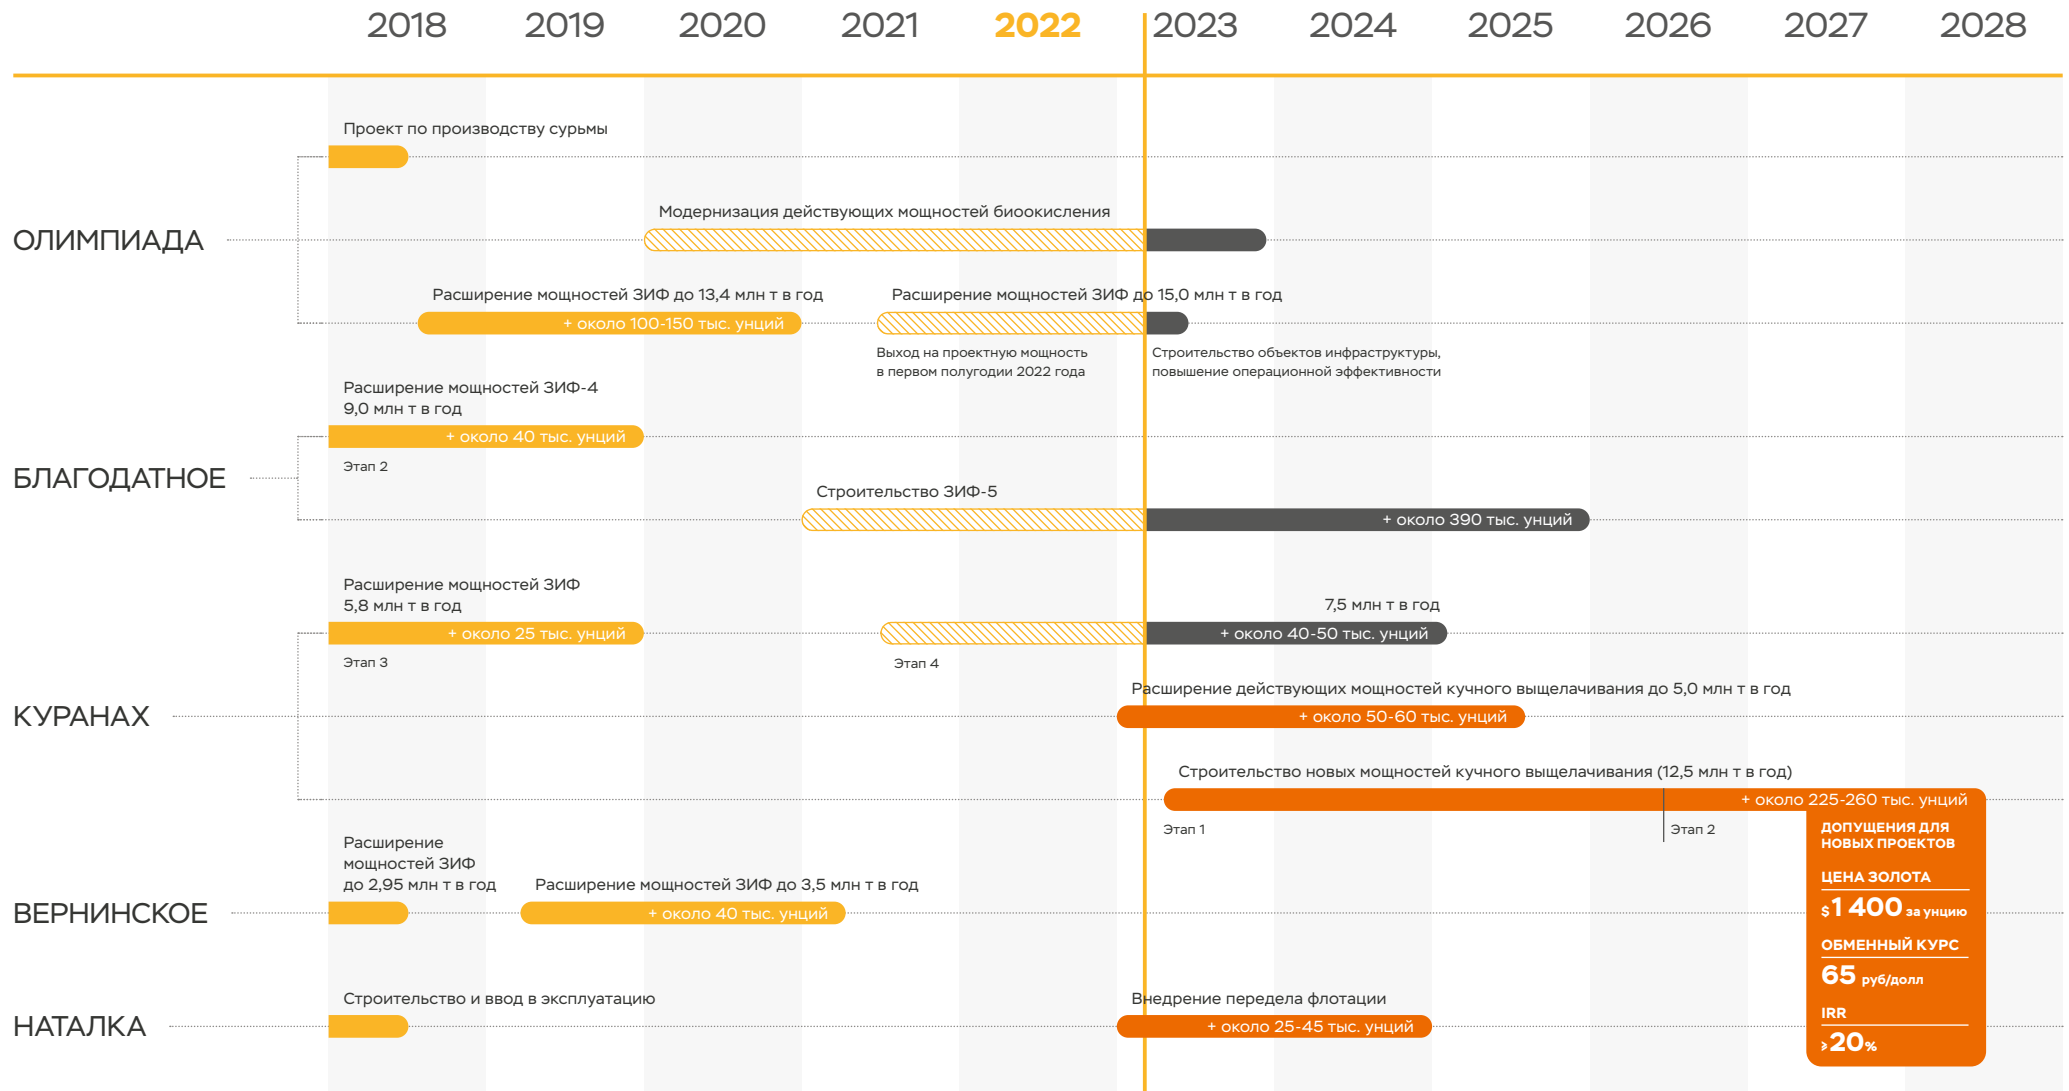 2018 2019 2020 2021 2022 2023 2024 2025 2026 2027 2028
Проект по производству сурьмы
ОЛИМПИАДА
Модернизация действующих мощностей биоокисления
Расширение мощностей ЗИФ до 13,4 млн т в год
Расширение мощностей ЗИФ до 15,0 млн т в год
+ около 100-150 тыс. унций
Выход на проектную мощность
в первом полугодии 2022 года
Строительство объектов инфраструктуры,
повышение операционной эффективности
Расширение мощностей ЗИФ-4
9,0 млн т в год
+ около 40 тыс. унций
Этап 2
БЛАГОДАТНОЕ
Строительство ЗИФ-5
+ около 390 тыс. унций
Расширение мощностей ЗИФ
5,8 млн т в год
+ около 25 тыс. унций
Этап 3
7,5 млн т в год
+ около 40-50 тыс. унций
Этап 4
КУРАНАХ
Расширение действующих мощностей кучного выщелачивания до 5,0 млн т в год
+ около 50-60 тыс. унций
Строительство новых мощностей кучного выщелачивания (12,5 млн т в год)
+ около 225-260 тыс. унций
Этап 1
Этап 2
Расширение
мощностей ЗИФ
до 2,95 млн т в год
Расширение мощностей ЗИФ до 3,5 млн т в год
ВЕРНИНСКОЕ
+ около 40 тыс. унций
Строительство и ввод в эксплуатацию
Внедрение передела флотации
НАТАЛКА
+ около 25-45 тыс. унций
ДОПУЩЕНИЯ ДЛЯ
НОВЫХ ПРОЕКТОВ
ЦЕНА ЗОЛОТА
$ 1 400 за унцию
ОБМЕННЫЙ КУРС
65 руб/долл
IRR
>20%